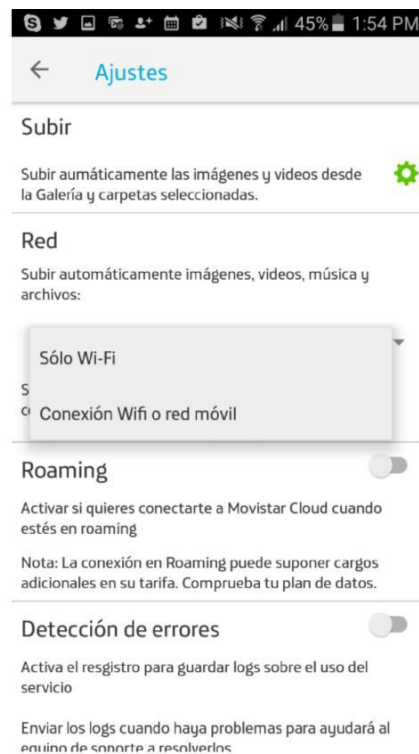 45% 1:54 PM
Ajustes
Subir
Subir aumáticamente las imágenes y videos desde
la Galería y carpetas seleccionadas.
Red
Subir automáticamente imágenes, videos, música y
archivos:
Sólo Wi-Fi
S
Conexión Wifi o red móvil
Roaming
Activar si quieres conectarte a Movistar Cloud cuando
estés en roaming
Nota: La conexión en Roaming puede suponer cargos
adicionales en su tarifa. Comprueba tu plan de datos.
Detección de errores
Activa el resgistro para guardar logs sobre el uso del
servicio
Enviar los logs cuando haya problemas para ayudará al
equipo de soporte a resolverlos